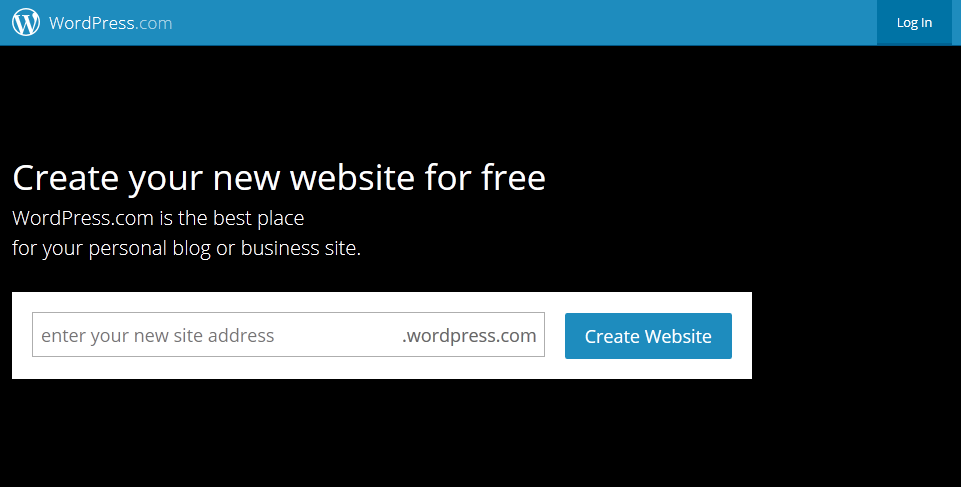 WordPress.com
Log In
Create your new website for free
WordPress.com is the best place
for your personal blog or business site.
enter your new site address
.wordpress.com
Create Website